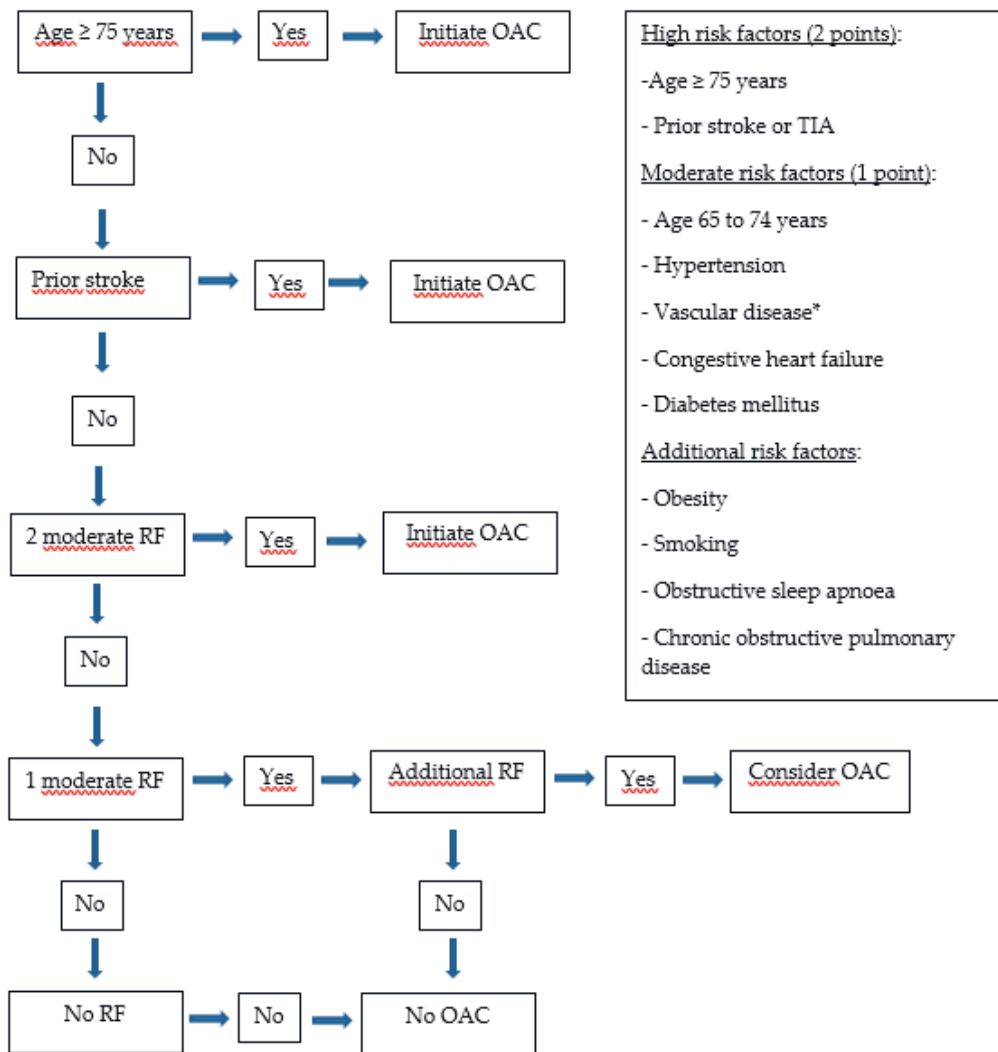 Age ≥ 75 years
Yes
Initiate OAC
No
Prior stroke
Yes
Initiate OAC
No
2 moderate RF
Yes
Initiate OAC
No
1 moderate RF
Yes
Additional RF
Yes
Consider OAC
No
No
No RF
No
No OAC
High risk factors (2 points):
-Age ≥ 75 years
- Prior stroke or TIA
Moderate risk factors (1 point):
- Age 65 to 74 years
- Hypertension
- Vascular disease*
- Congestive heart failure
- Diabetes mellitus
Additional risk factors:
- Obesity
- Smoking
- Obstructive sleep apnoea
- Chronic obstructive pulmonary
disease